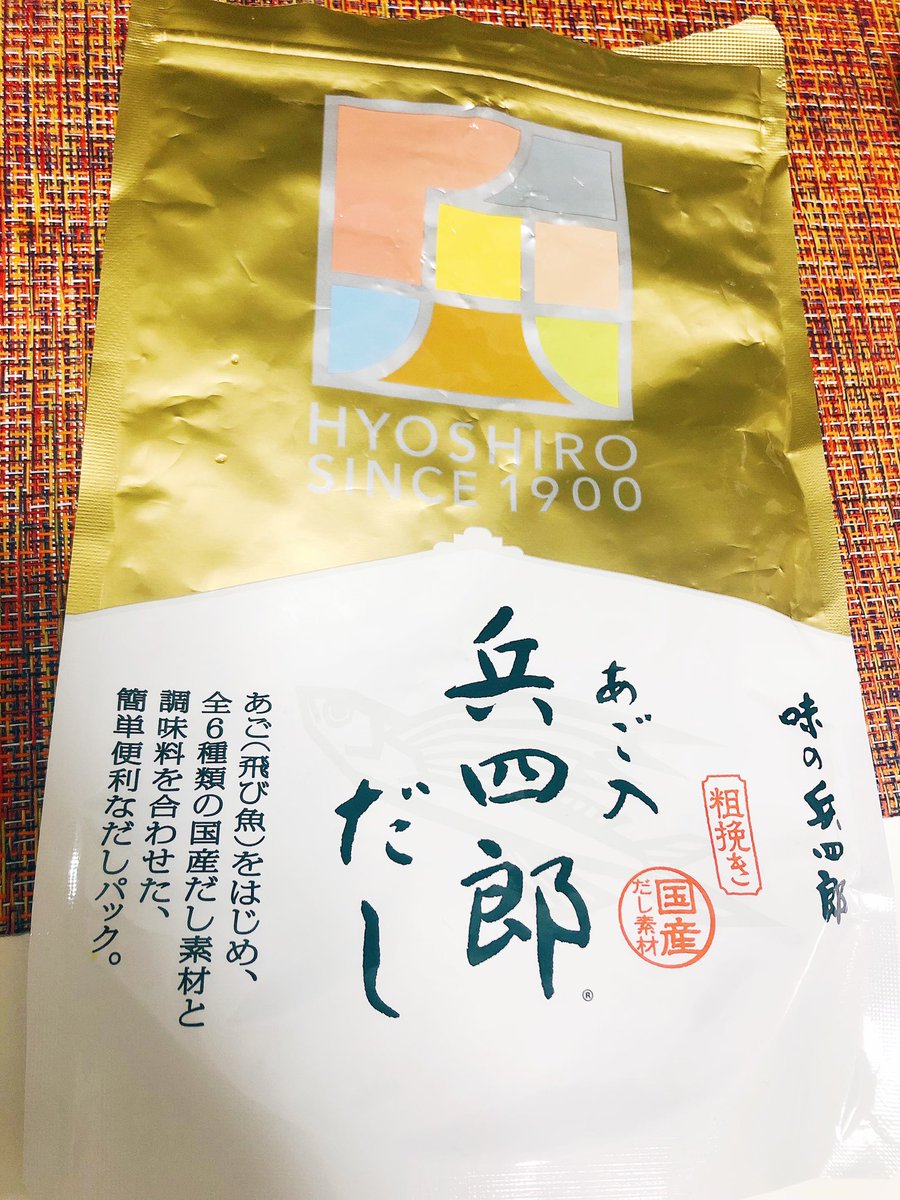 HYOSHIRO
SINCE 1900
味の兵四郎
粗挽き
国産
だし素材
あご入
兵四郎
だし
®
あご(飛び魚)をはじめ、
全6種類の国産だし素材と
調味料を合わせた、
簡単便利なだしパック。